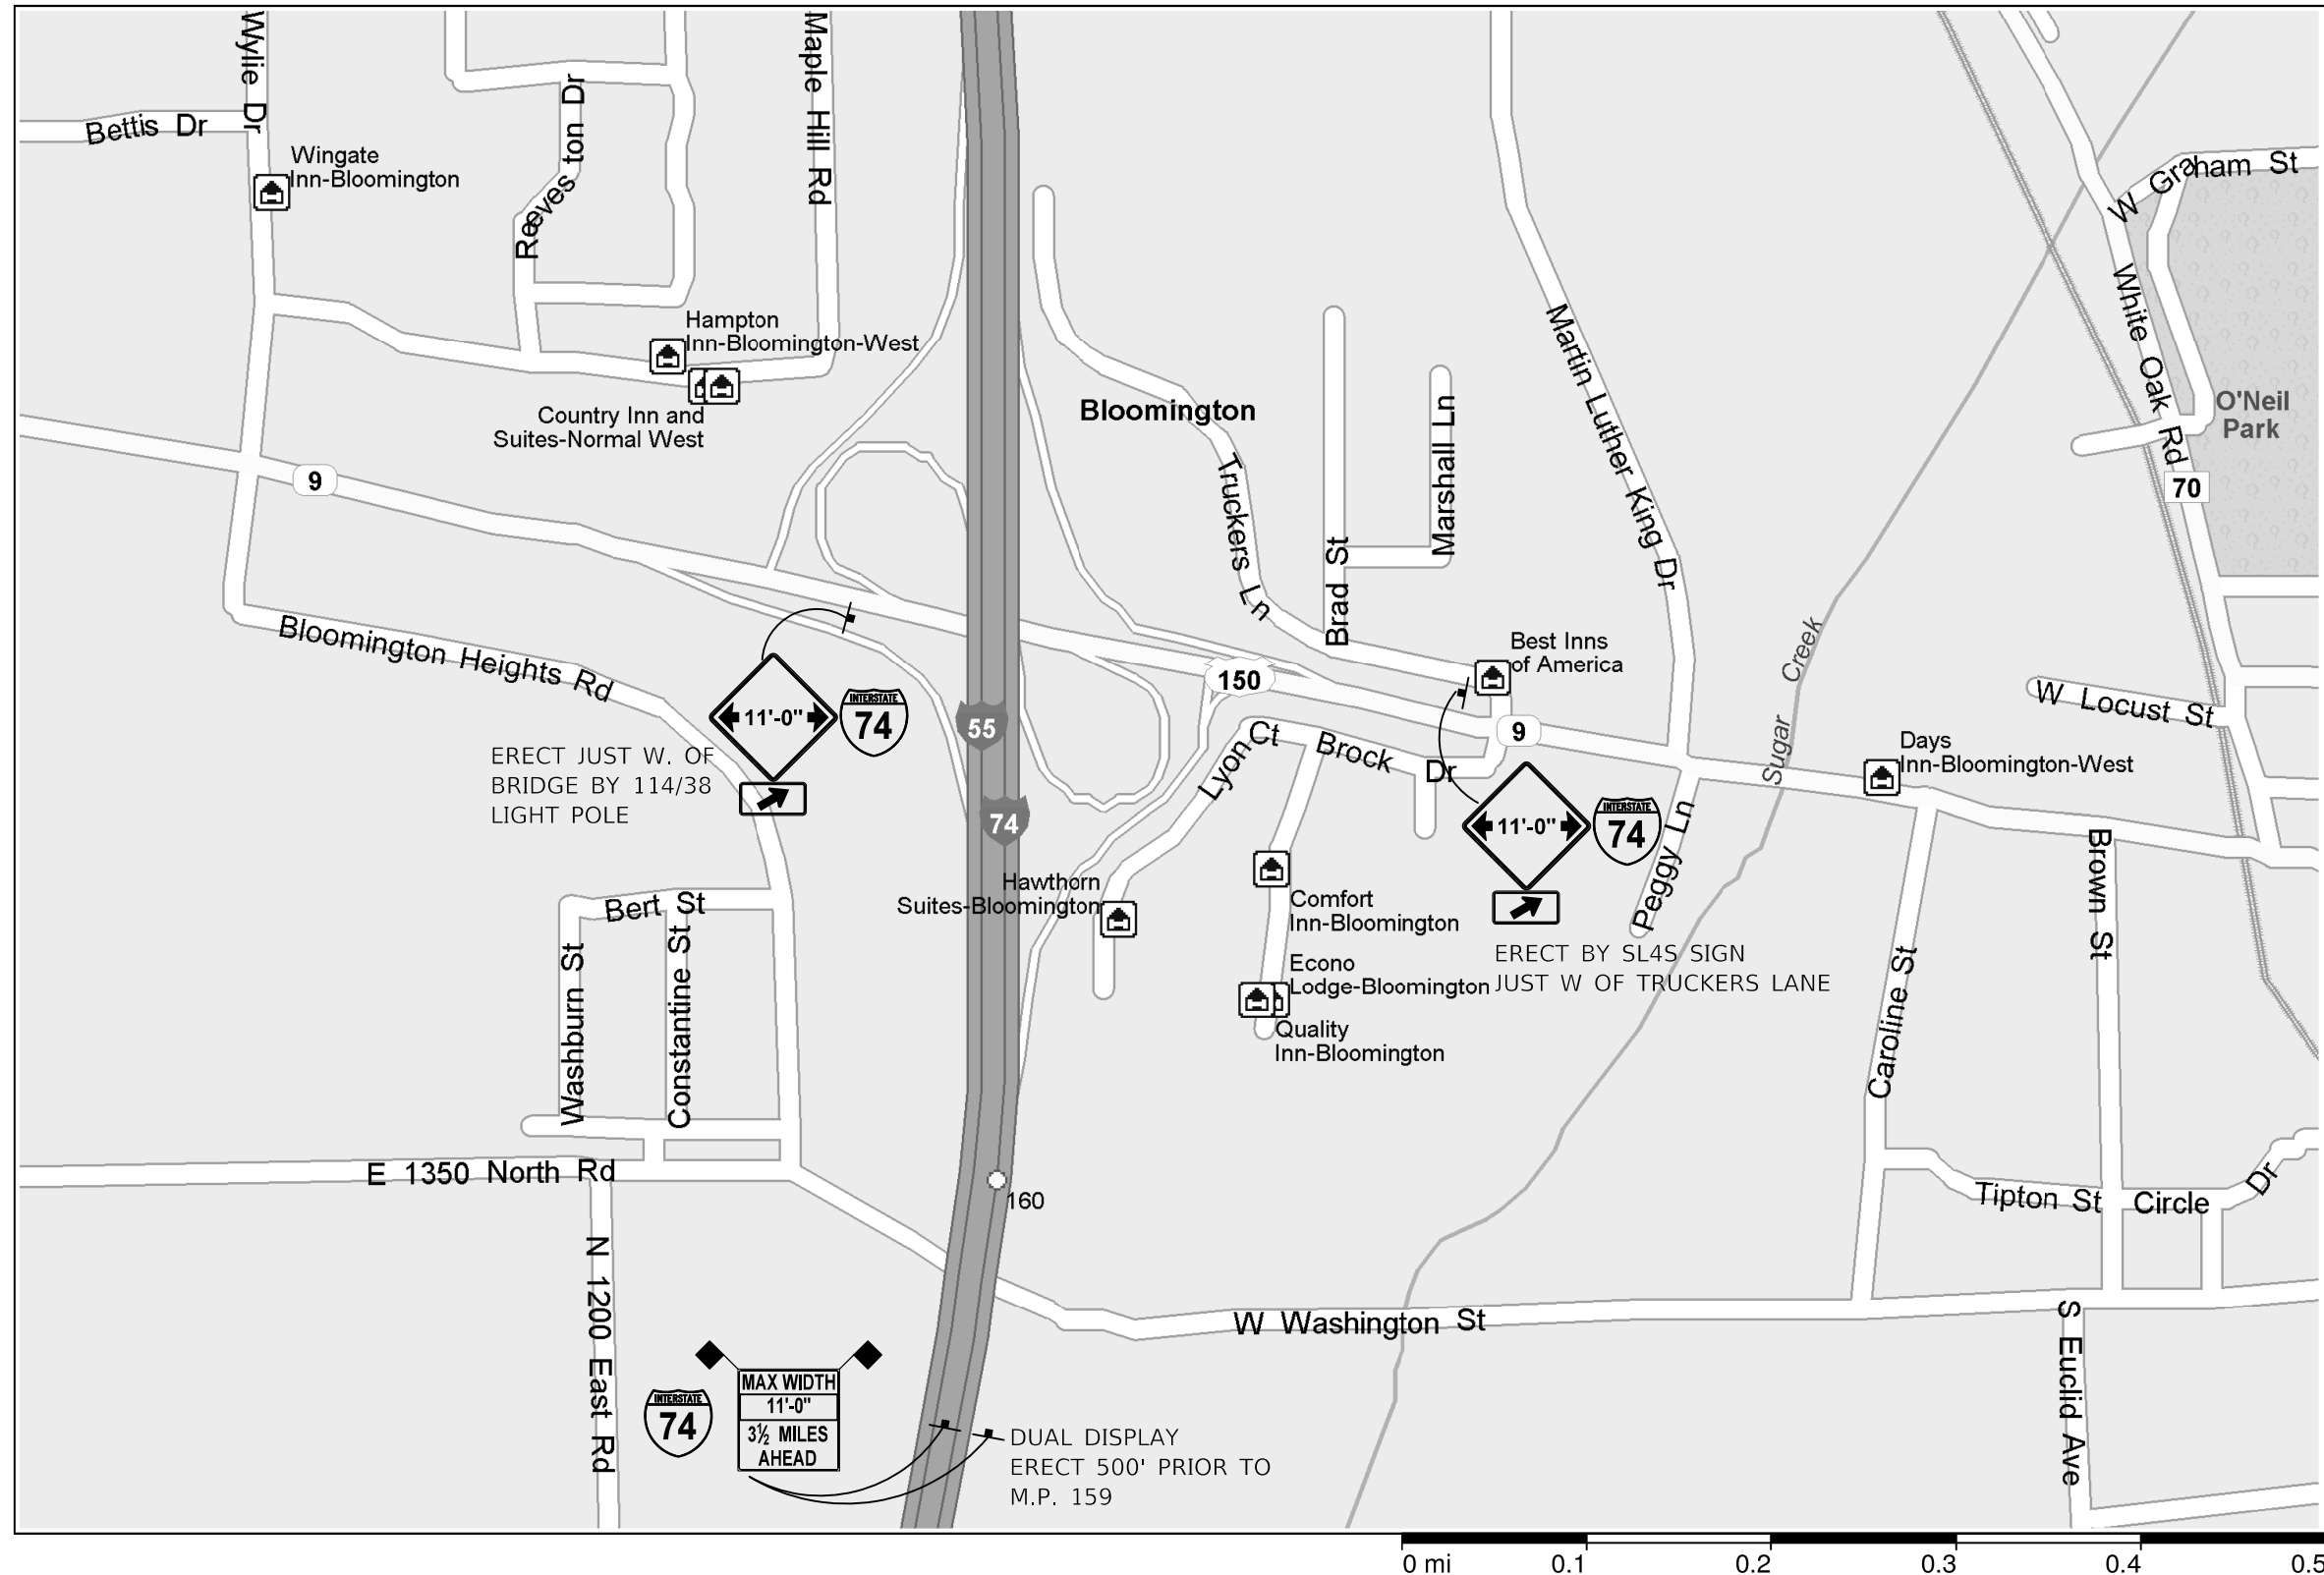 Wylie Dr
Maple Hill Rd
Bettis Dr
Reeves ton Dr
W Graham St
Wingate
Inn-Bloomington
Hampton
Inn-Bloomington-West
Country Inn and
Suites-Normal West
Bloomington
Truckers Ln
Brad St
Marshall Ln
Martin Luther King Dr
White Oak Rd
O'Neil
Park
70
9
Bloomington Heights Rd
Best Inns
of America
150
9
Sugar Creek
W Locust St
Days
Inn-Bloomington-West
55
74
11'-0"
INTERSTATE
74
ERECT JUST W. OF
BRIDGE BY 114/38
LIGHT POLE
Lyon Ct
Brock Dr
11'-0"
INTERSTATE
74
Peggy Ln
ERECT BY SL4S SIGN
JUST W OF TRUCKERS LANE
Hawthorn
Suites-Bloomington
Comfort
Inn-Bloomington
Econo
Lodge-Bloomington
Quality
Inn-Bloomington
Bert St
Washburn St
Constantine St
Caroline St
Brown St
E 1350 North Rd
160
Tipton St
Circle Dr
N 1200 East Rd
W Washington St
S Euclid Ave
INTERSTATE
74
MAX WIDTH
11'-0"
3½ MILES
AHEAD
DUAL DISPLAY
ERECT 500' PRIOR TO
M.P. 159
0 mi 0.1 0.2 0.3 0.4 0.5